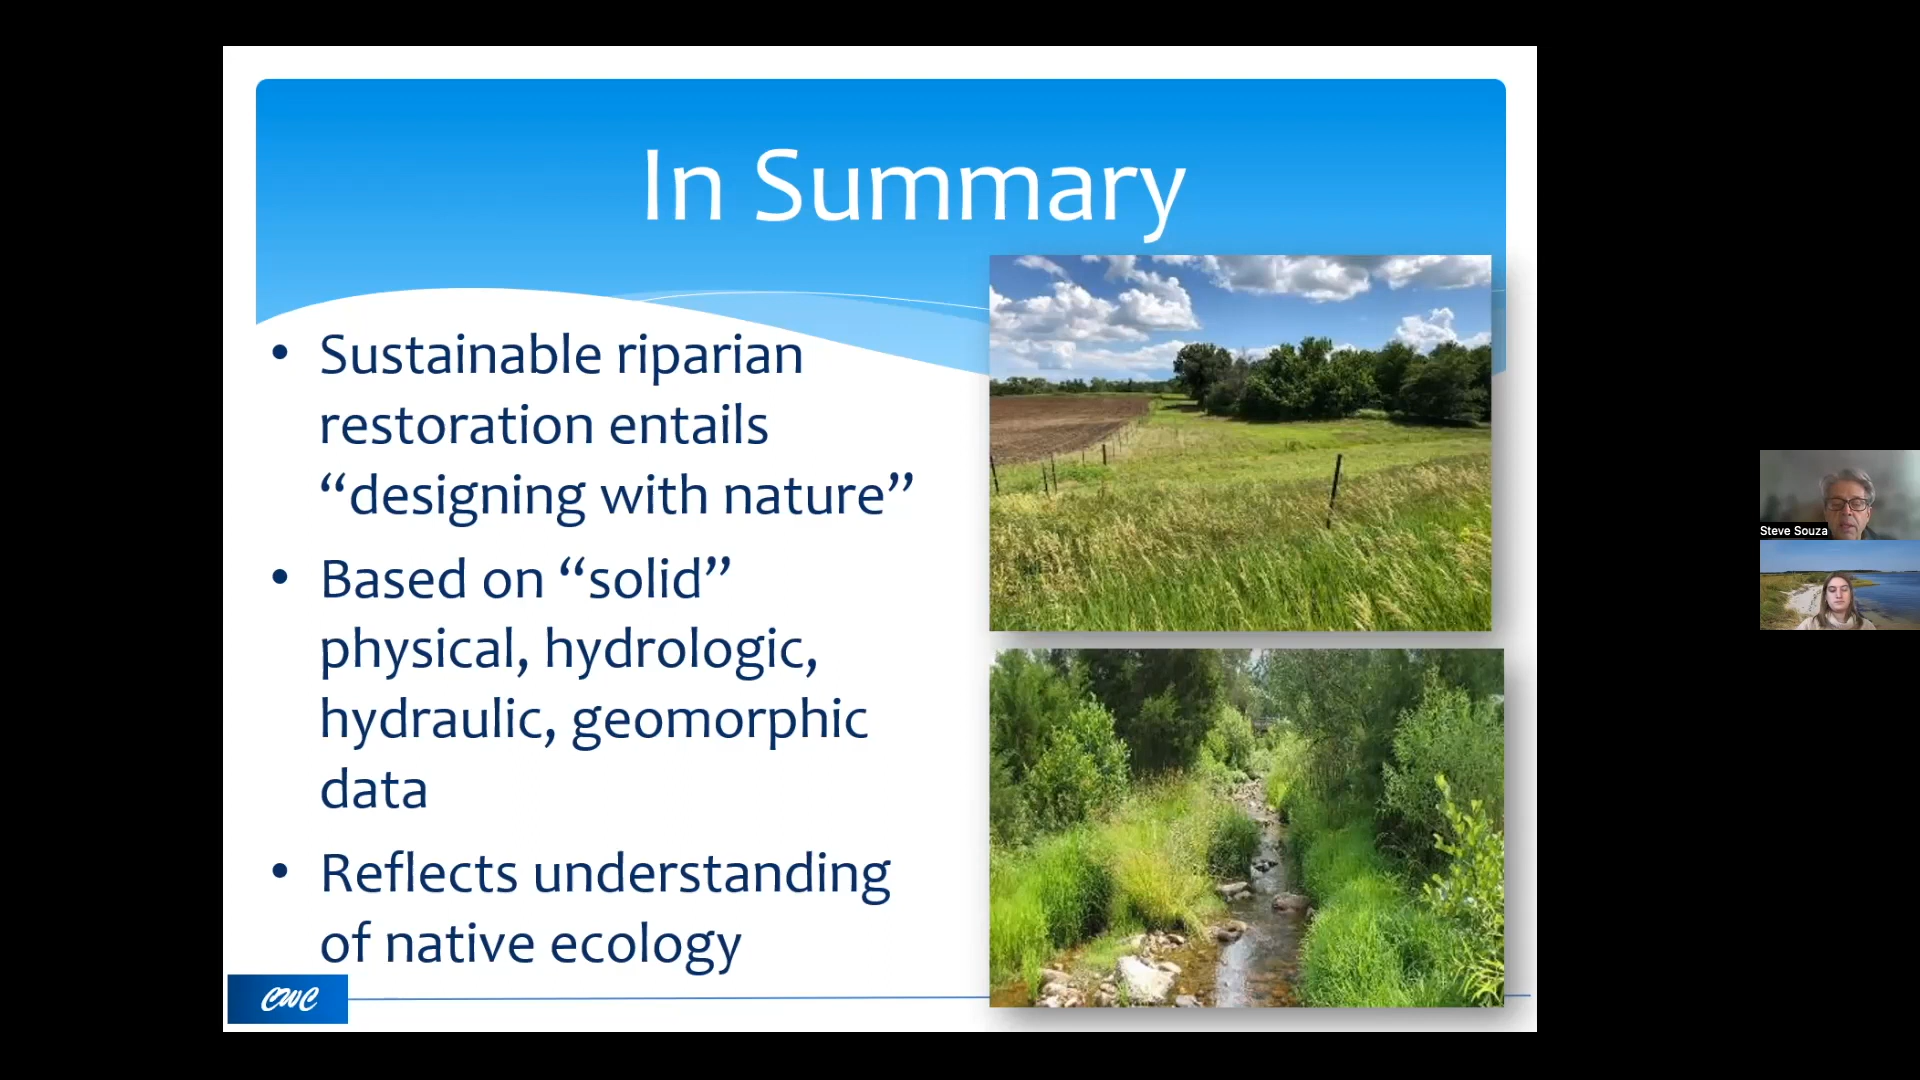 In Summary
• Sustainable riparian
restoration entails
“designing with nature”
• Based on “solid”
physical, hydrologic,
hydraulic, geomorphic
data
• Reflects understanding
of native ecology
CWC
Steve Souza